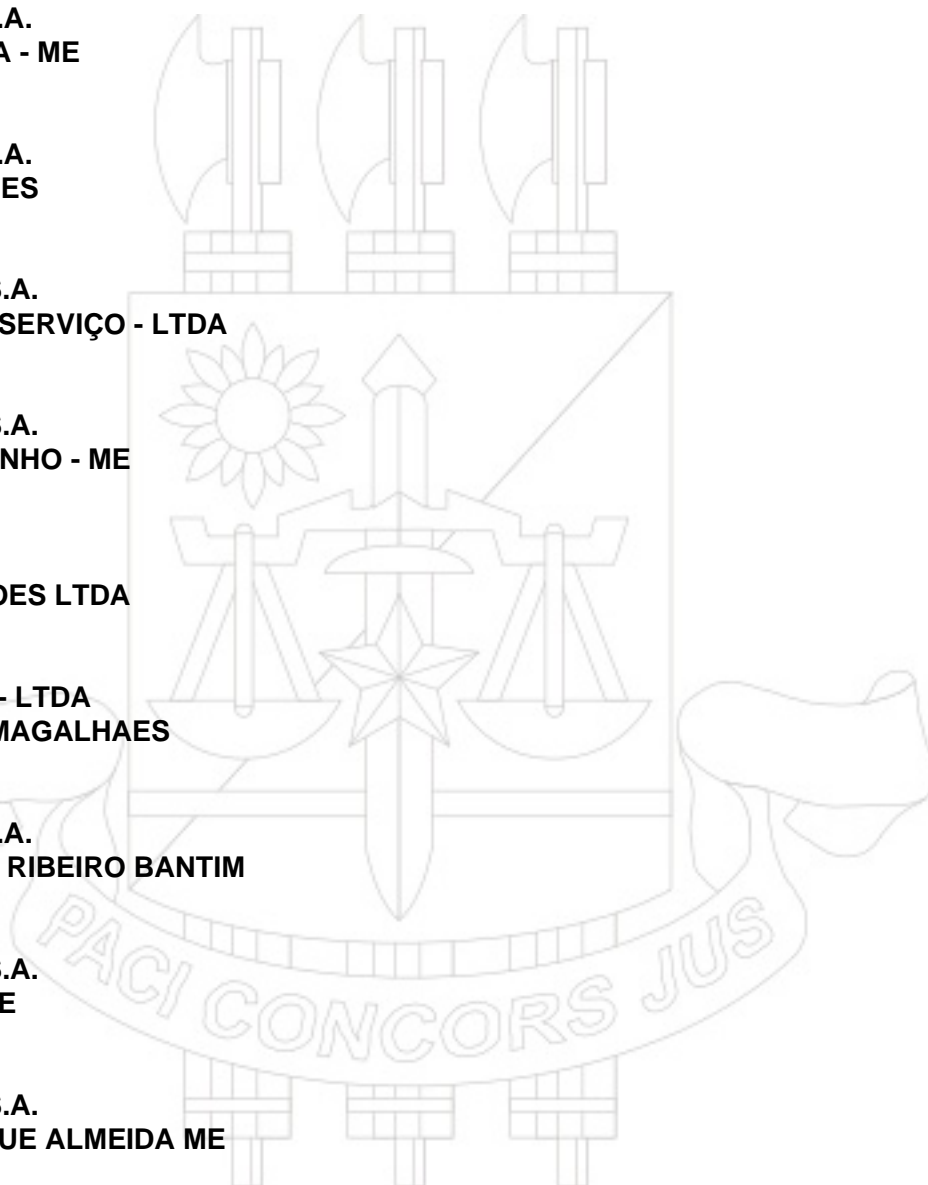 .A.
A - ME
.A.
ES
S.A.
SERVIÇO - LTDA
S.A.
NHO - ME
DES LTDA
- LTDA
MAGALHAES
.A.
RIBEIRO BANTIM
S.A.
E
S.A.
UE ALMEIDA ME
PACI CONCORS JUS